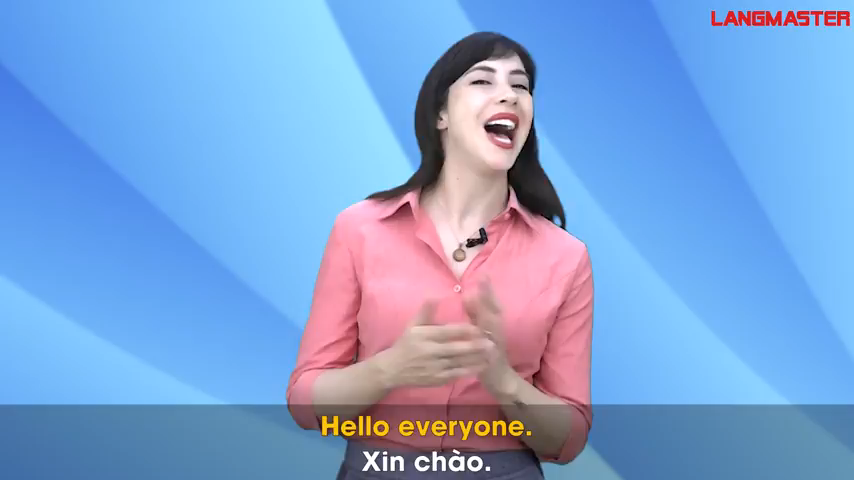 LANGMASTER
Hello everyone.
Xin chào.